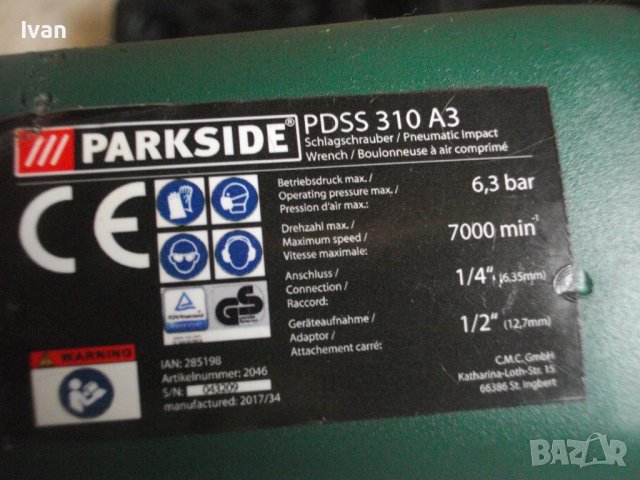 Ivan
PARKSIDE®
PDSS 310 A3
Schlagschrauber / Pneumatic Impact
Wrench / Boulonneuse à air comprimé
Betriebsdruck max. /
Operating pressure max. /
Pression d'air max.:
6,3 bar
Drehzahl max. /
Maximum speed /
Vitesse maximale:
7000 min⁻¹
Anschluss /
Connection /
Raccord:
1/4“ (6.35mm)
Geräteaufnahme /
Adaptor /
Attachement carré:
1/2“ (12,7mm)
CE
GS
WARNING
IAN: 285198
Artikelnummer: 2046
S/N: 043209
manufactured: 2017/34
C.M.C. GmbH
Katharina-Loth-Str. 15
66386 St. Ingbert
BAZAR